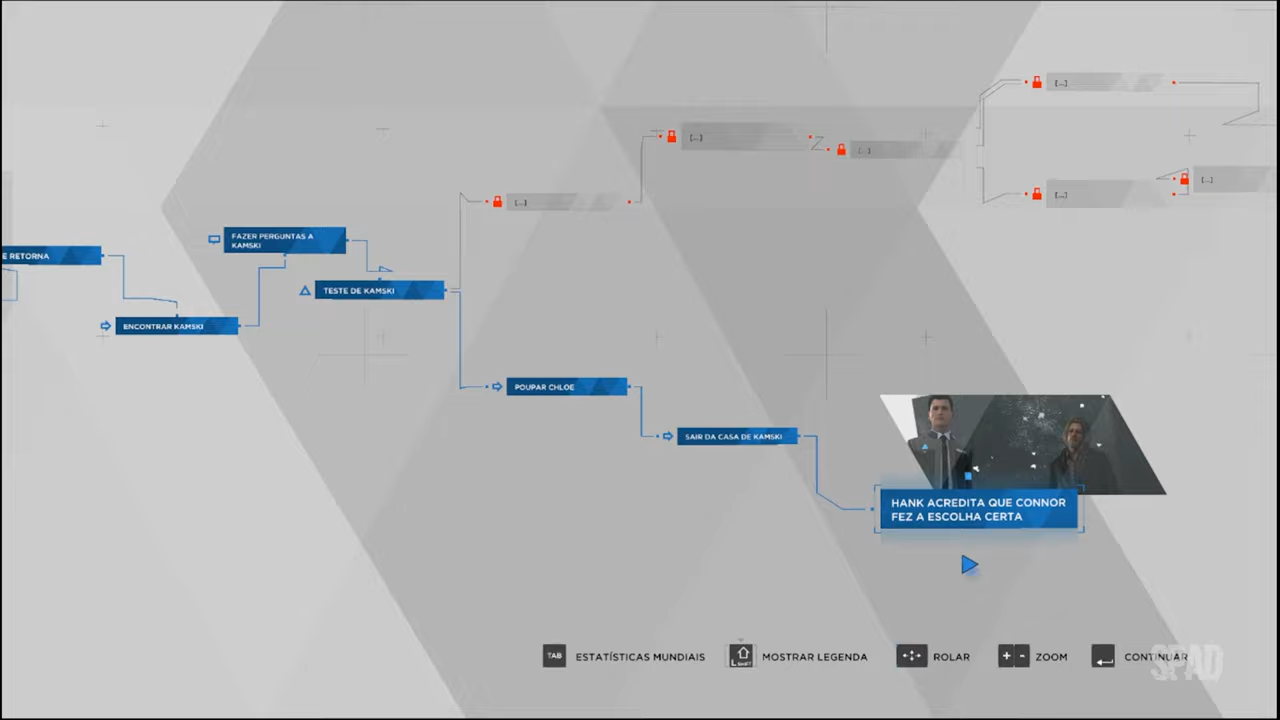 [...]
[...]
[...]
[...]
[...]
[...]
FAZER PERGUNTAS A
KAMSKI
E RETORNA
TESTE DE KAMSKI
ENCONTRAR KAMSKI
POUPAR CHLOE
SAIR DA CASA DE KAMSKI
HANK ACREDITA QUE CONNOR
FEZ A ESCOLHA CERTA
TAB ESTATÍSTICAS MUNDIAIS
L SHIFT MOSTRAR LEGENDA
ROLAR
+ - ZOOM
CONTINUAR
SPAD